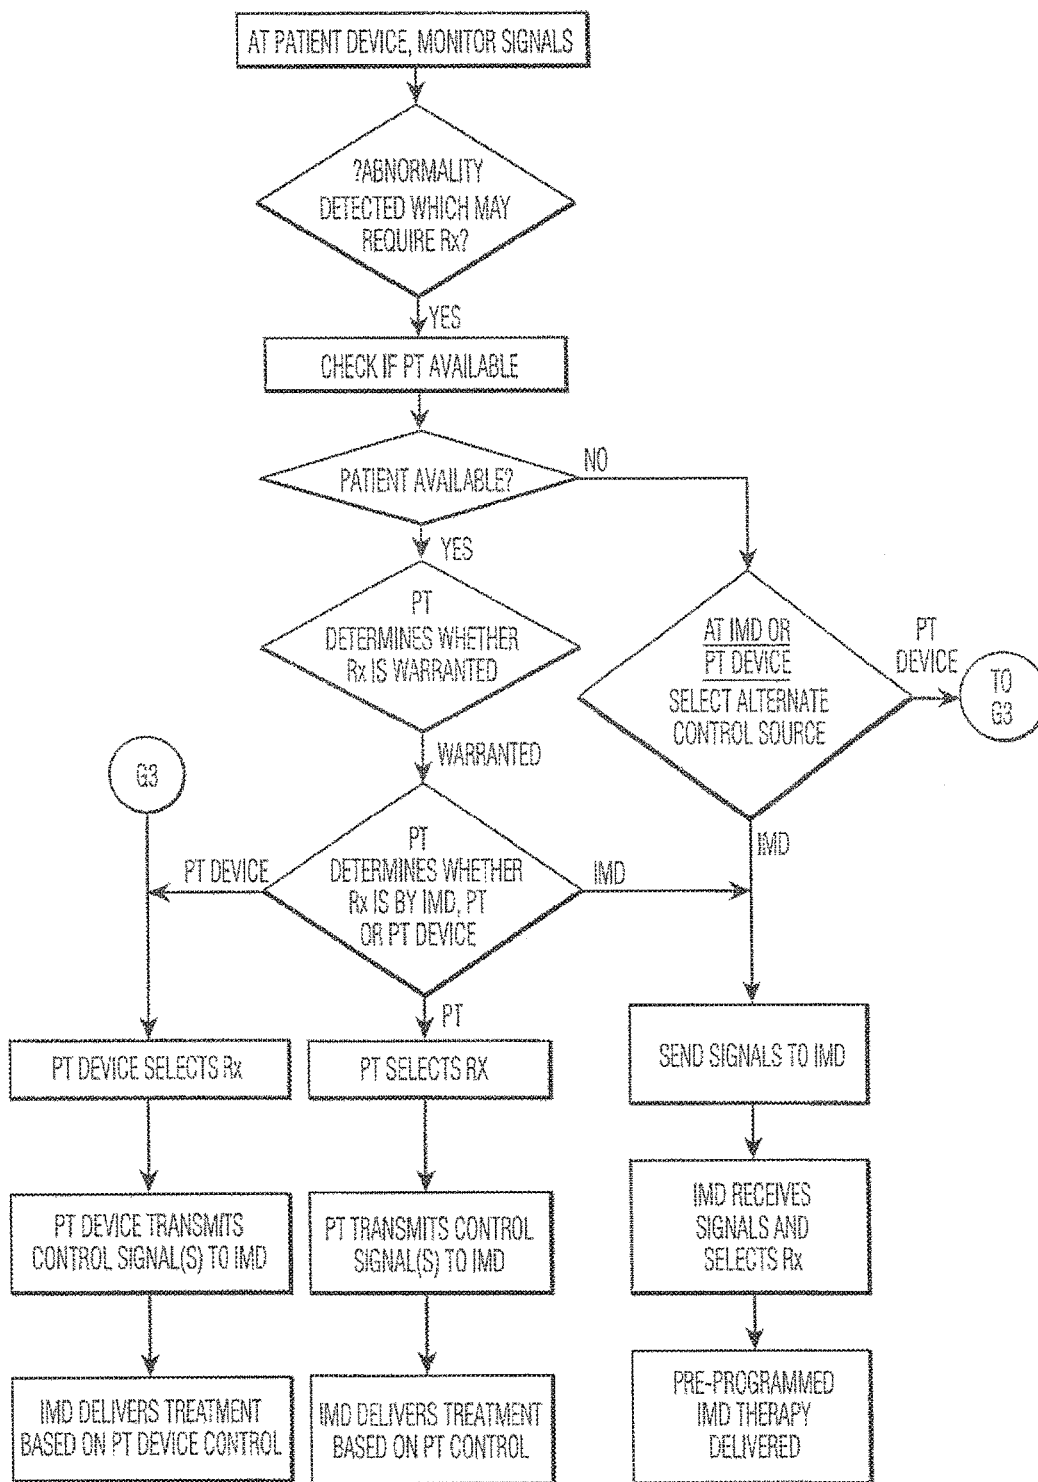 AT PATIENT DEVICE, MONITOR SIGNALS
?ABNORMALITY
DETECTED WHICH MAY
REQUIRE Rx?
YES
CHECK IF PT AVAILABLE
PATIENT AVAILABLE?
NO
YES
PT
DETERMINES WHETHER
Rx IS WARRANTED
AT IMD OR
PT DEVICE
SELECT ALTERNATE
CONTROL SOURCE
PT
DEVICE
TO
G3
WARRANTED
G3
PT DEVICE
PT
DETERMINES WHETHER
Rx IS BY IMD, PT
OR PT DEVICE
IMD
IMD
PT
PT DEVICE SELECTS Rx
PT SELECTS RX
SEND SIGNALS TO IMD
PT DEVICE TRANSMITS
CONTROL SIGNAL(S) TO IMD
PT TRANSMITS CONTROL
SIGNAL(S) TO IMD
IMD RECEIVES
SIGNALS AND
SELECTS Rx
IMD DELIVERS TREATMENT
BASED ON PT DEVICE CONTROL
IMD DELIVERS TREATMENT
BASED ON PT CONTROL
PRE-PROGRAMMED
IMD THERAPY
DELIVERED